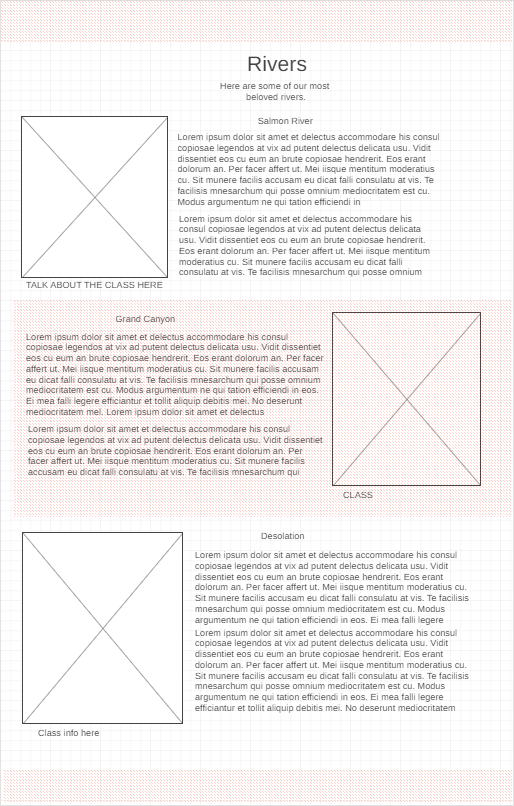 Rivers
Here are some of our most
beloved rivers.
Salmon River
Lorem ipsum dolor sit amet et delectus accommodare his consul
copiosae legendos at vix ad putent delectus delicata usu. Vidit
dissentiet eos cu eum an brute copiosae hendrerit. Eos erant
dolorum an. Per facer affert ut. Mei iisque mentitum moderatius
cu. Sit munere facilis accusam eu dicat falli consulatu at vis. Te
facilisis mnesarchum qui posse omnium mediocritatem est cu.
Modus argumentum ne qui tation efficiendi in
Lorem ipsum dolor sit amet et delectus accommodare his
consul copiosae legendos at vix ad putent delectus delicata
usu. Vidit dissentiet eos cu eum an brute copiosae hendrerit.
Eos erant dolorum an. Per facer affert ut. Mei iisque mentitum
moderatius cu. Sit munere facilis accusam eu dicat falli
consulatu at vis. Te facilisis mnesarchum qui posse omnium
TALK ABOUT THE CLASS HERE
Grand Canyon
Lorem ipsum dolor sit amet et delectus accommodare his consul
copiosae legendos at vix ad putent delectus delicata usu. Vidit dissentiet
eos cu eum an brute copiosae hendrerit. Eos erant dolorum an. Per facer
affert ut. Mei iisque mentitum moderatius cu. Sit munere facilis accusam
eu dicat falli consulatu at vis. Te facilisis mnesarchum qui posse omnium
mediocritatem est cu. Modus argumentum ne qui tation efficiendi in eos.
Ei mea falli legere efficiantur et tollit aliquip debitis mei. No deserunt
mediocritatem mel. Lorem ipsum dolor sit amet et delectus
Lorem ipsum dolor sit amet et delectus accommodare his consul
copiosae legendos at vix ad putent delectus delicata usu. Vidit dissentiet
eos cu eum an brute copiosae hendrerit. Eos erant dolorum an. Per
facer affert ut. Mei iisque mentitum moderatius cu. Sit munere facilis
accusam eu dicat falli consulatu at vis. Te facilisis mnesarchum qui
CLASS
Desolation
Lorem ipsum dolor sit amet et delectus accommodare his consul
copiosae legendos at vix ad putent delectus delicata usu. Vidit
dissentiet eos cu eum an brute copiosae hendrerit. Eos erant
dolorum an. Per facer affert ut. Mei iisque mentitum moderatius cu.
Sit munere facilis accusam eu dicat falli consulatu at vis. Te facilisis
mnesarchum qui posse omnium mediocritatem est cu. Modus
argumentum ne qui tation efficiendi in eos. Ei mea falli legere
Lorem ipsum dolor sit amet et delectus accommodare his consul
copiosae legendos at vix ad putent delectus delicata usu. Vidit
dissentiet eos cu eum an brute copiosae hendrerit. Eos erant
dolorum an. Per facer affert ut. Mei iisque mentitum moderatius cu.
Sit munere facilis accusam eu dicat falli consulatu at vis. Te facilisis
mnesarchum qui posse omnium mediocritatem est cu. Modus
argumentum ne qui tation efficiendi in eos. Ei mea falli legere
efficiantur et tollit aliquip debitis mei. No deserunt mediocritatem
Class info here